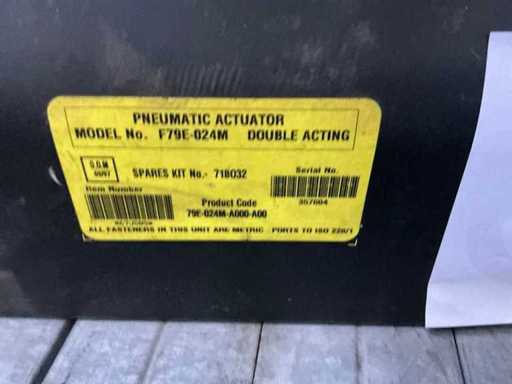 PNEUMATIC ACTUATOR
MODEL No. F79E-024M DOUBLE ACTING
SPARES KIT No.- 718032
Serial No.
357604
Item Number
Product Code
79E-024M-A000-A00
ALL FASTENERS IN THIS UNIT ARE METRIC PORTS TO ISO 228/1